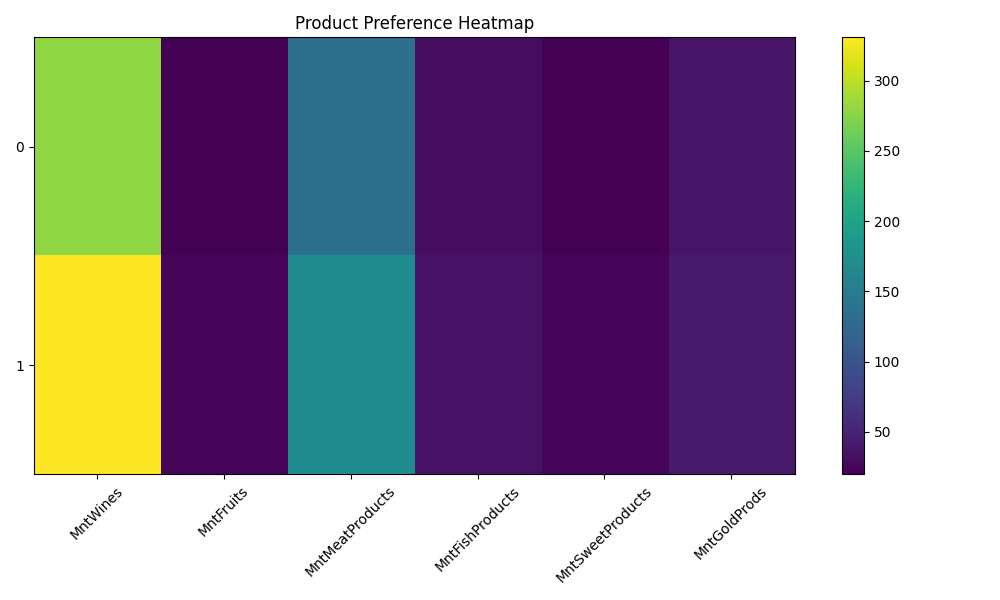 Product Preference Heatmap
0
1
MntWines
MntFruits
MntMeatProducts
MntFishProducts
MntSweetProducts
MntGoldProds
300
250
200
150
100
50